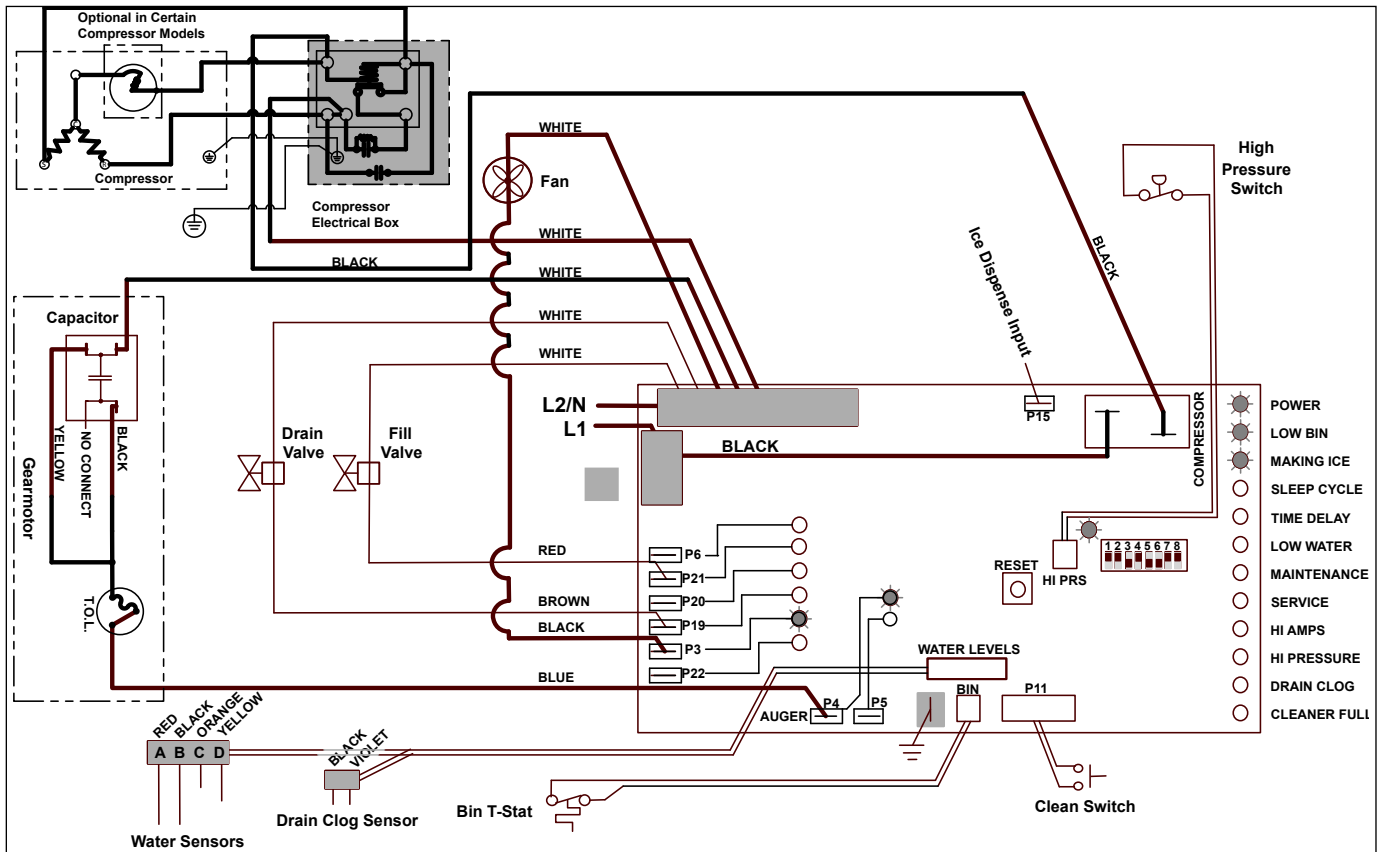 Optional in Certain
Compressor Models
Compressor
Compressor
Electrical Box
WHITE
Fan
WHITE
BLACK
WHITE
WHITE
WHITE
High
Pressure
Switch
BLACK
Ice Dispense Input
P15
COMPRESSOR
Capacitor
YELLOW
NO CONNECT
BLACK
Gearmotor
T.O.L.
Drain
Valve
Fill
Valve
L2/N
L1
BLACK
RED
BROWN
BLACK
BLUE
P6
P21
P20
P19
P3
P22
AUGER
P4
P5
WATER LEVELS
BIN
P11
RESET
HI PRS
1 2 3 4 5 6 7 8
POWER
LOW BIN
MAKING ICE
SLEEP CYCLE
TIME DELAY
LOW WATER
MAINTENANCE
SERVICE
HI AMPS
HI PRESSURE
DRAIN CLOG
CLEANER FULL
RED
BLACK
ORANGE
YELLOW
A B C D
Water Sensors
BLACK
VIOLET
Drain Clog Sensor
Bin T-Stat
Clean Switch